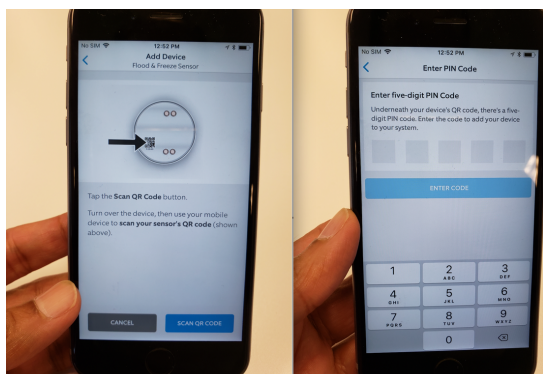 No SIM 12:52 PM
Add Device
Flood & Freeze Sensor
Tap the Scan QR Code button.
Turn over the device, then use your mobile
device to scan your sensor's QR code (shown
above).
CANCEL SCAN QR CODE
No SIM 12:52 PM
Enter PIN Code
Enter five-digit PIN Code
Underneath your device's QR code, there's a five-
digit PIN code. Enter the code to add your device
to your system.
ENTER CODE
1 2 3
ABC DEF
4 5 6
GHI JKL MNO
7 8 9
PQRS TUV WXYZ
0